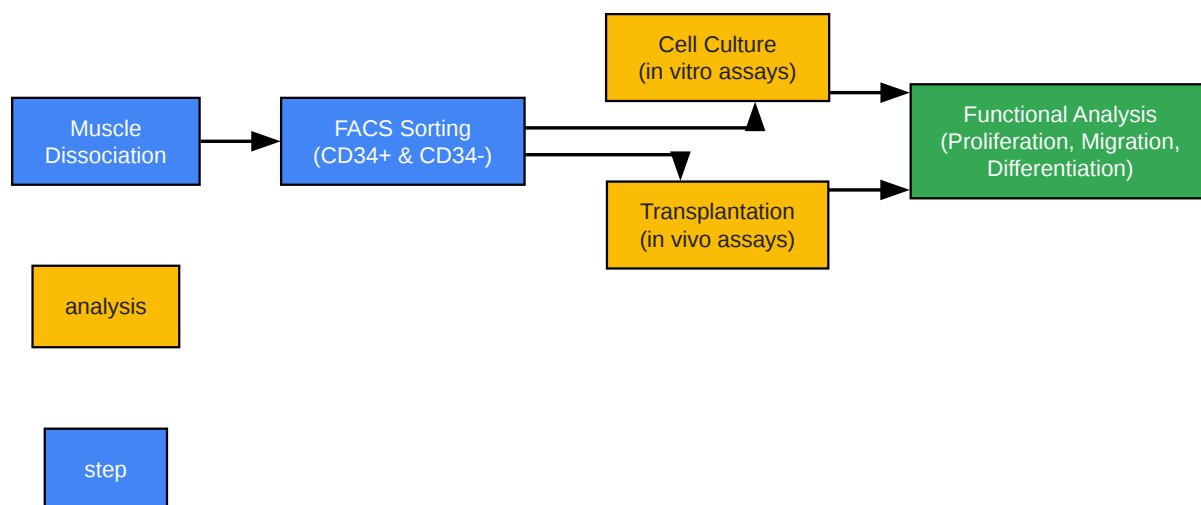 Muscle
Dissociation
FACS Sorting
(CD34+ & CD34-)
Cell Culture
(in vitro assays)
Transplantation
(in vivo assays)
Functional Analysis
(Proliferation, Migration,
Differentiation)
analysis
step